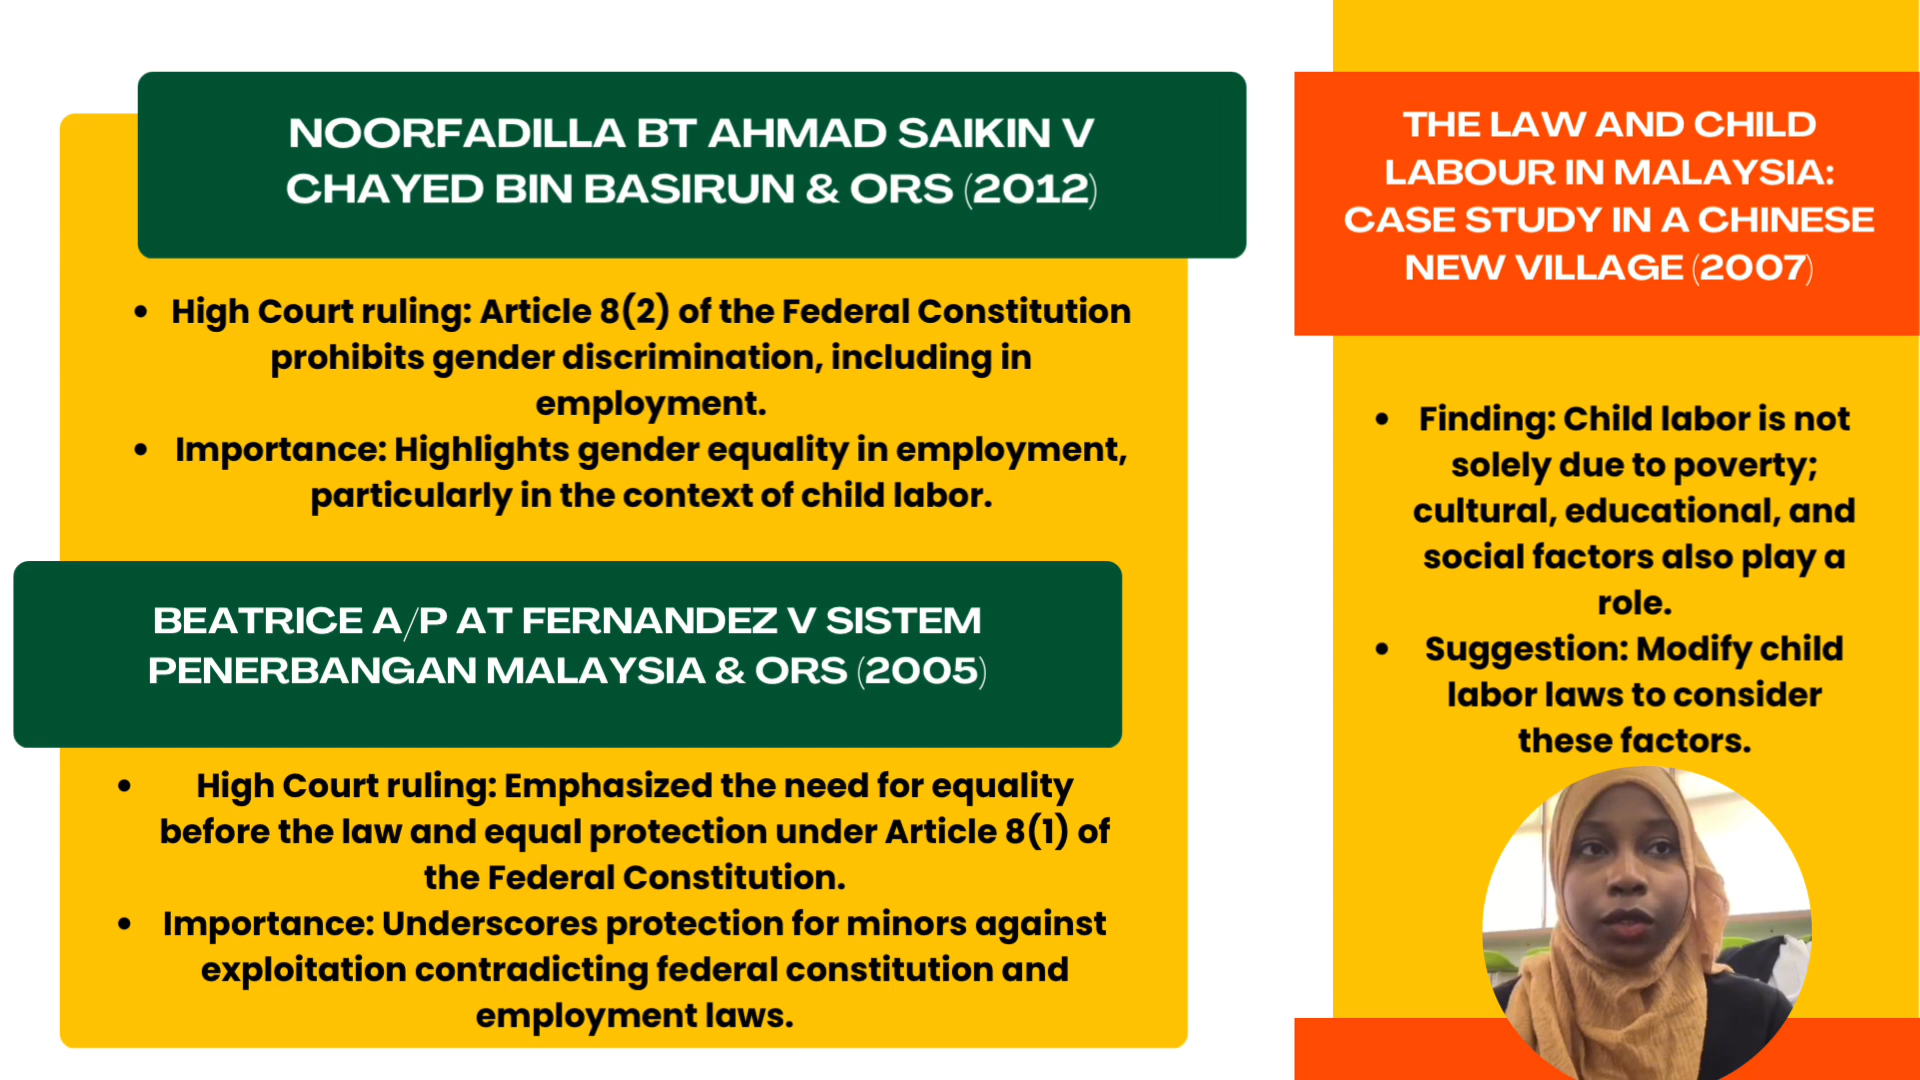 NOORFADILLA BT AHMAD SAIKIN V
CHAYED BIN BASIRUN & ORS (2012)
• High Court ruling: Article 8(2) of the Federal Constitution
prohibits gender discrimination, including in
employment.
• Importance: Highlights gender equality in employment,
particularly in the context of child labor.
BEATRICE A/P AT FERNANDEZ V SISTEM
PENERBANGAN MALAYSIA & ORS (2005)
• High Court ruling: Emphasized the need for equality
before the law and equal protection under Article 8(1) of
the Federal Constitution.
• Importance: Underscores protection for minors against
exploitation contradicting federal constitution and
employment laws.
THE LAW AND CHILD
LABOUR IN MALAYSIA:
CASE STUDY IN A CHINESE
NEW VILLAGE (2007)
• Finding: Child labor is not
solely due to poverty;
cultural, educational, and
social factors also play a
role.
• Suggestion: Modify child
labor laws to consider
these factors.